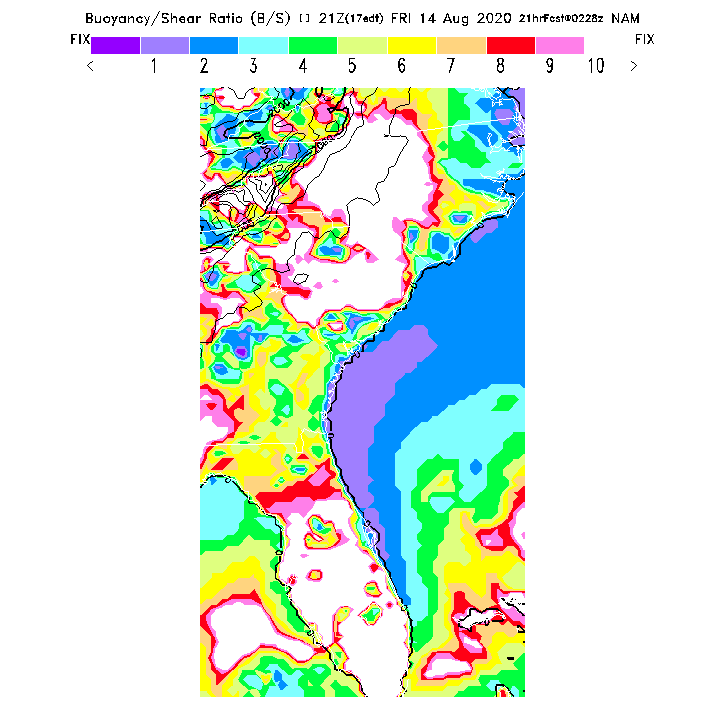 Buoyancy/Shear Ratio (B/S) [] 21Z(17edt) FRI 14 Aug 2020 21hrFcst@0228z NAM
FIX FIX
< 1 2 3 4 5 6 7 8 9 10 >